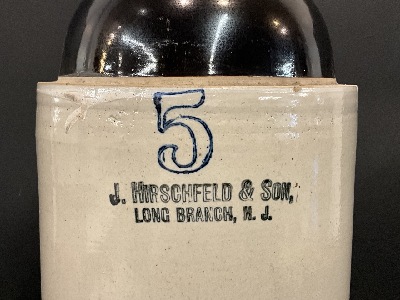 5
J. HIRSCHFELD & SON,
LONG BRANCH, N. J.